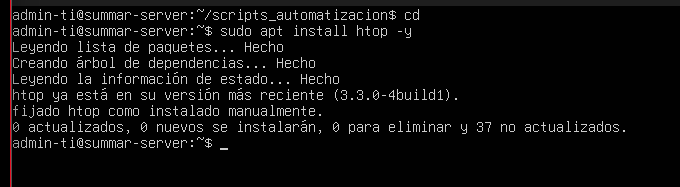 admin-ti@summar-server:~/scripts_automatizacion$ cd
admin-ti@summar-server:~$ sudo apt install htop -y
Leyendo lista de paquetes... Hecho
Creando árbol de dependencias... Hecho
Leyendo la información de estado... Hecho
htop ya está en su versión más reciente (3.3.0-4build1).
fijado htop como instalado manualmente.
0 actualizados, 0 nuevos se instalarán, 0 para eliminar y 37 no actualizados.
admin-ti@summar-server:~$ _